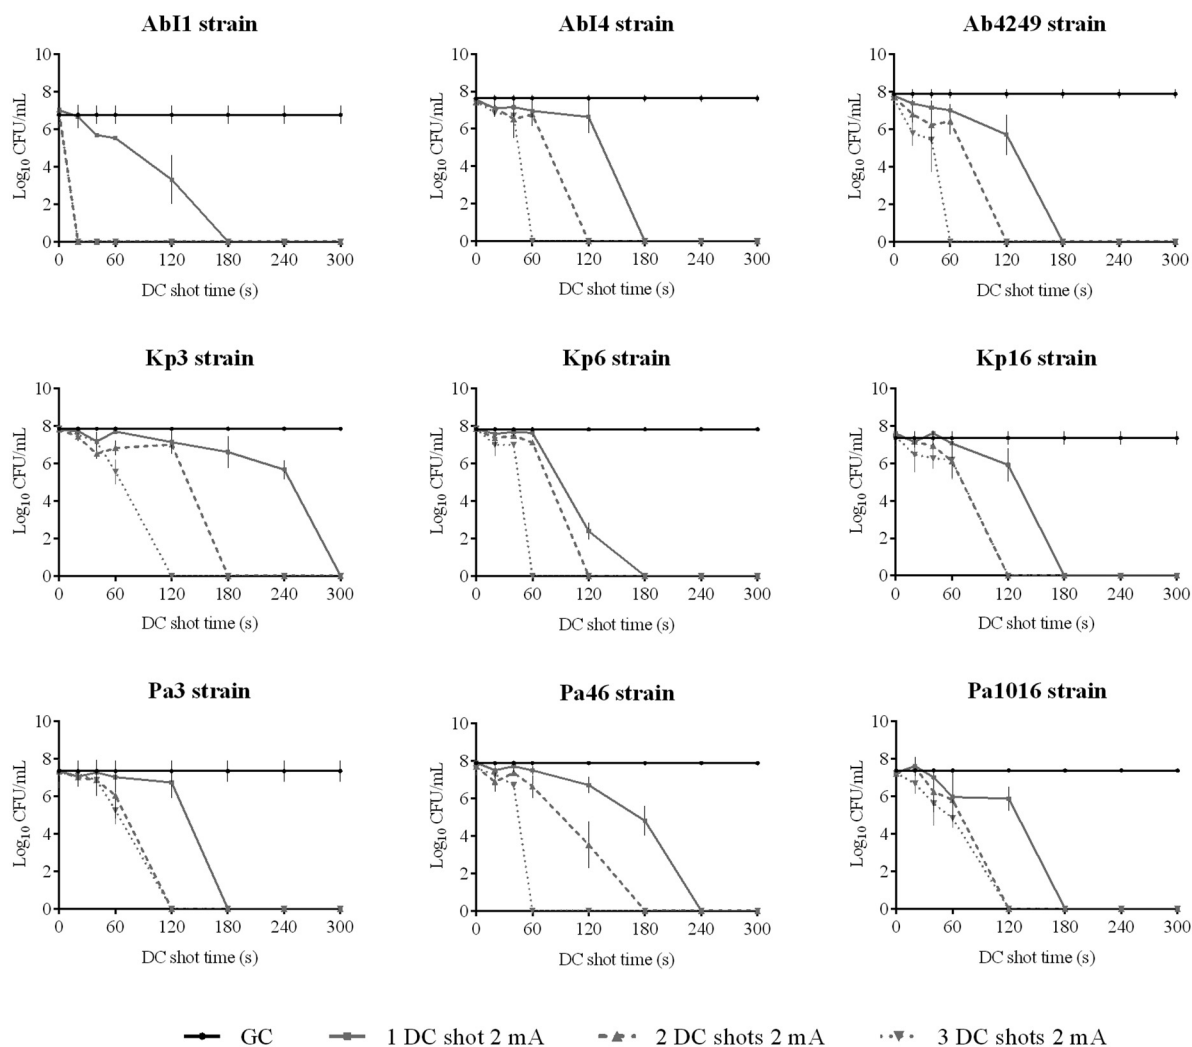 AbI1 strain
10
8
6
4
2
0
Log10 CFU/mL
0 60 120 180 240 300
DC shot time (s)
AbI4 strain
10
8
6
4
2
0
Log10 CFU/mL
0 60 120 180 240 300
DC shot time (s)
Ab4249 strain
10
8
6
4
2
0
Log10 CFU/mL
0 60 120 180 240 300
DC shot time (s)
Kp3 strain
10
8
6
4
2
0
Log10 CFU/mL
0 60 120 180 240 300
DC shot time (s)
Kp6 strain
10
8
6
4
2
0
Log10 CFU/mL
0 60 120 180 240 300
DC shot time (s)
Kp16 strain
10
8
6
4
2
0
Log10 CFU/mL
0 60 120 180 240 300
DC shot time (s)
Pa3 strain
10
8
6
4
2
0
Log10 CFU/mL
0 60 120 180 240 300
DC shot time (s)
Pa46 strain
10
8
6
4
2
0
Log10 CFU/mL
0 60 120 180 240 300
DC shot time (s)
Pa1016 strain
10
8
6
4
2
0
Log10 CFU/mL
0 60 120 180 240 300
DC shot time (s)
GC 1 DC shot 2 mA 2 DC shots 2 mA 3 DC shots 2 mA